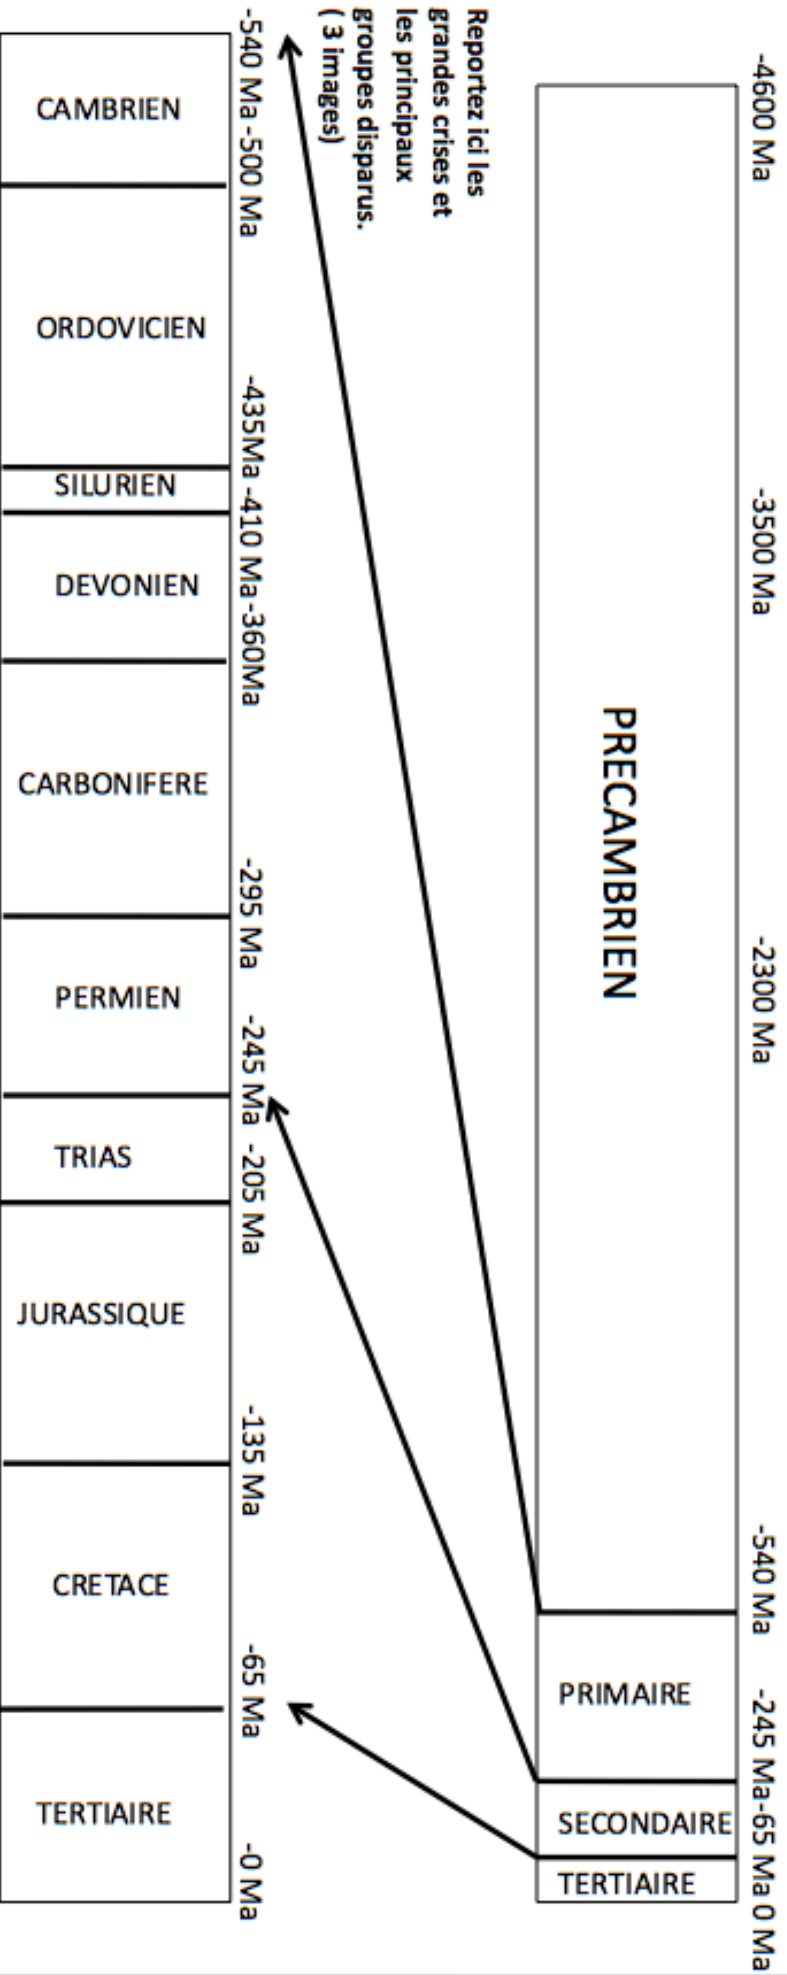 -4600 Ma
-3500 Ma
-2300 Ma
-540 Ma
-245 Ma
-65 Ma
0 Ma
PRECAMBRIEN
PRIMAIRE
SECONDAIRE
TERTIAIRE
Reportez ici les
grandes crises et
les principaux
groupes disparus.
( 3 images)
-540 Ma
-500 Ma
-435Ma
-410 Ma
-360Ma
-295 Ma
-245 Ma
-205 Ma
-135 Ma
-65 Ma
-0 Ma
CAMBRIEN
ORDOVICIEN
SILURIEN
DEVONIEN
CARBONIFERE
PERMIEN
TRIAS
JURASSIQUE
CRETACE
TERTIAIRE